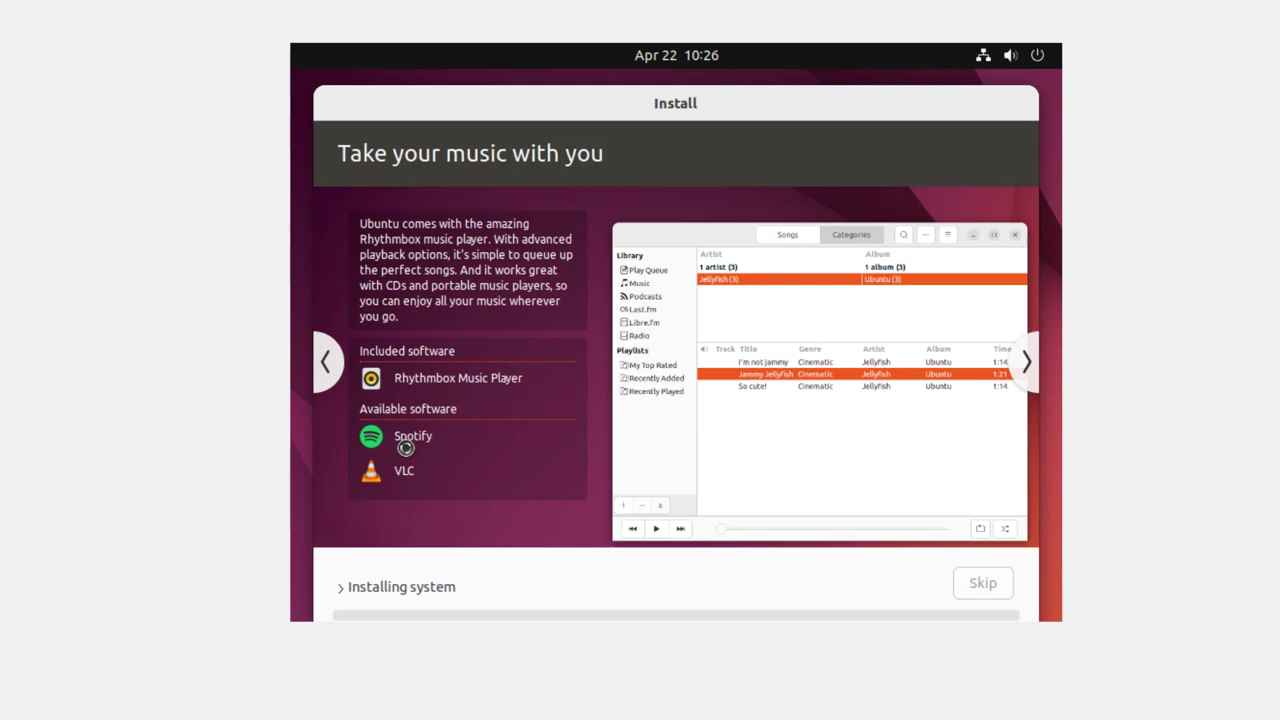 Apr 22 10:26
Install
Take your music with you
Ubuntu comes with the amazing
Rhythmbox music player. With advanced
playback options, it's simple to queue up
the perfect songs. And it works great
with CDs and portable music players, so
you can enjoy all your music wherever
you go.
Included software
Rhythmbox Music Player
Available software
Spotify
VLC
Songs Categories
Library
Play Queue
Music
Podcasts
Last.fm
Libre.fm
Radio
Playlists
My Top Rated
Recently Added
Recently Played
Artist Album
1 artist (3) 1 album (3)
Jellyfish (3) Ubuntu (3)
Track Title Genre Artist Album Time
I'm not jammy Cinematic Jellyfish Ubuntu 1:14
Jammy Jellyfish Cinematic Jellyfish Ubuntu 1:21
So cute! Cinematic Jellyfish Ubuntu 1:14
Installing system
Skip